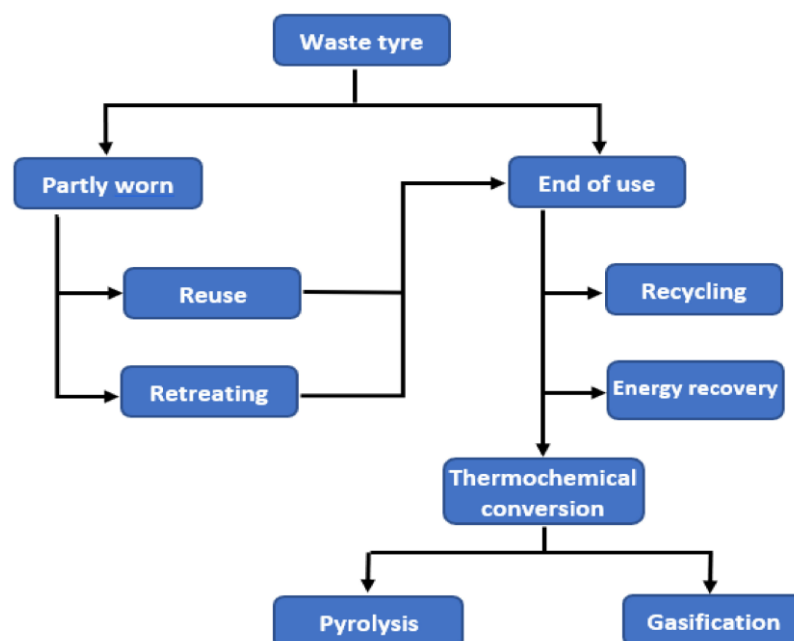 Waste tyre
Partly worn
End of use
Reuse
Recycling
Retreating
Energy recovery
Thermochemical
conversion
Pyrolysis
Gasification